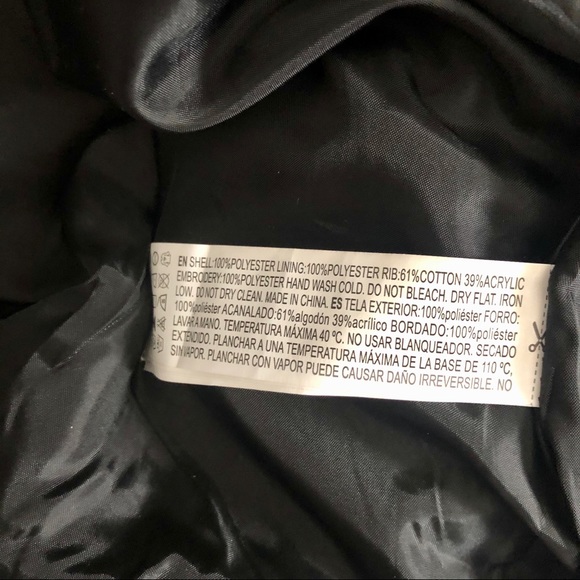 EN SHELL:100%POLYESTER LINING:100%POLYESTER RIB:61%COTTON 39%ACRYLIC
EMBRODERY:100%POLYESTER HAND WASH COLD. DO NOT BLEACH. DRY FLAT. IRON
LOW. DO NOT DRY CLEAN. MADE IN CHINA. ES TELA EXTERIOR:100%poliéster FORRO:
100%poliéster ACANALADO:61%algodón 39%acrílico BORDADO:100%poliéster
LAVAR A MANO. TEMPERATURA MÁXIMA 40 ºC. NO USAR BLANQUEADOR. SECADO
EXTENDIDO. PLANCHAR A UNA TEMPERATURA MÁXIMA DE LA BASE DE 110 ºC,
SIN VAPOR. PLANCHAR CON VAPOR PUEDE CAUSAR DAÑO IRREVERSIBLE. NO